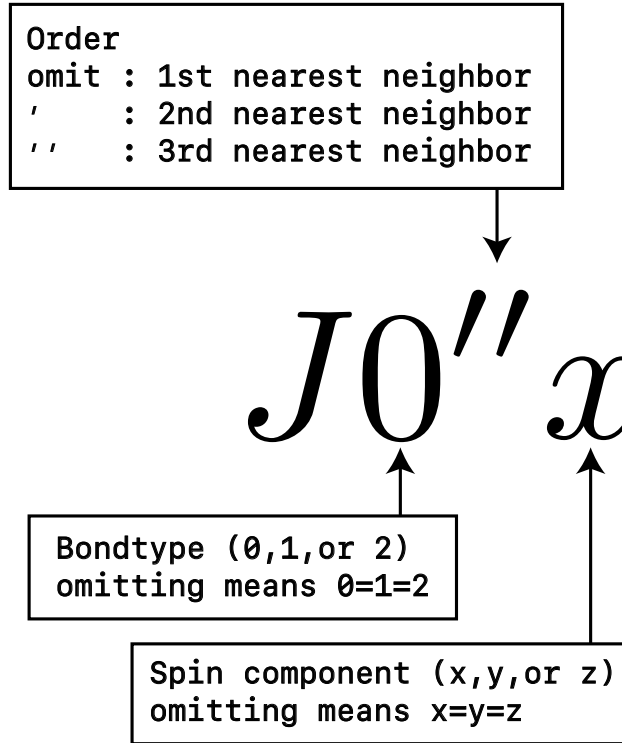 Order
omit : 1st nearest neighbor
′ : 2nd nearest neighbor
′′ : 3rd nearest neighbor
J0′′x
Bondtype (0,1,or 2)
omitting means 0=1=2
Spin component (x,y,or z)
omitting means x=y=z